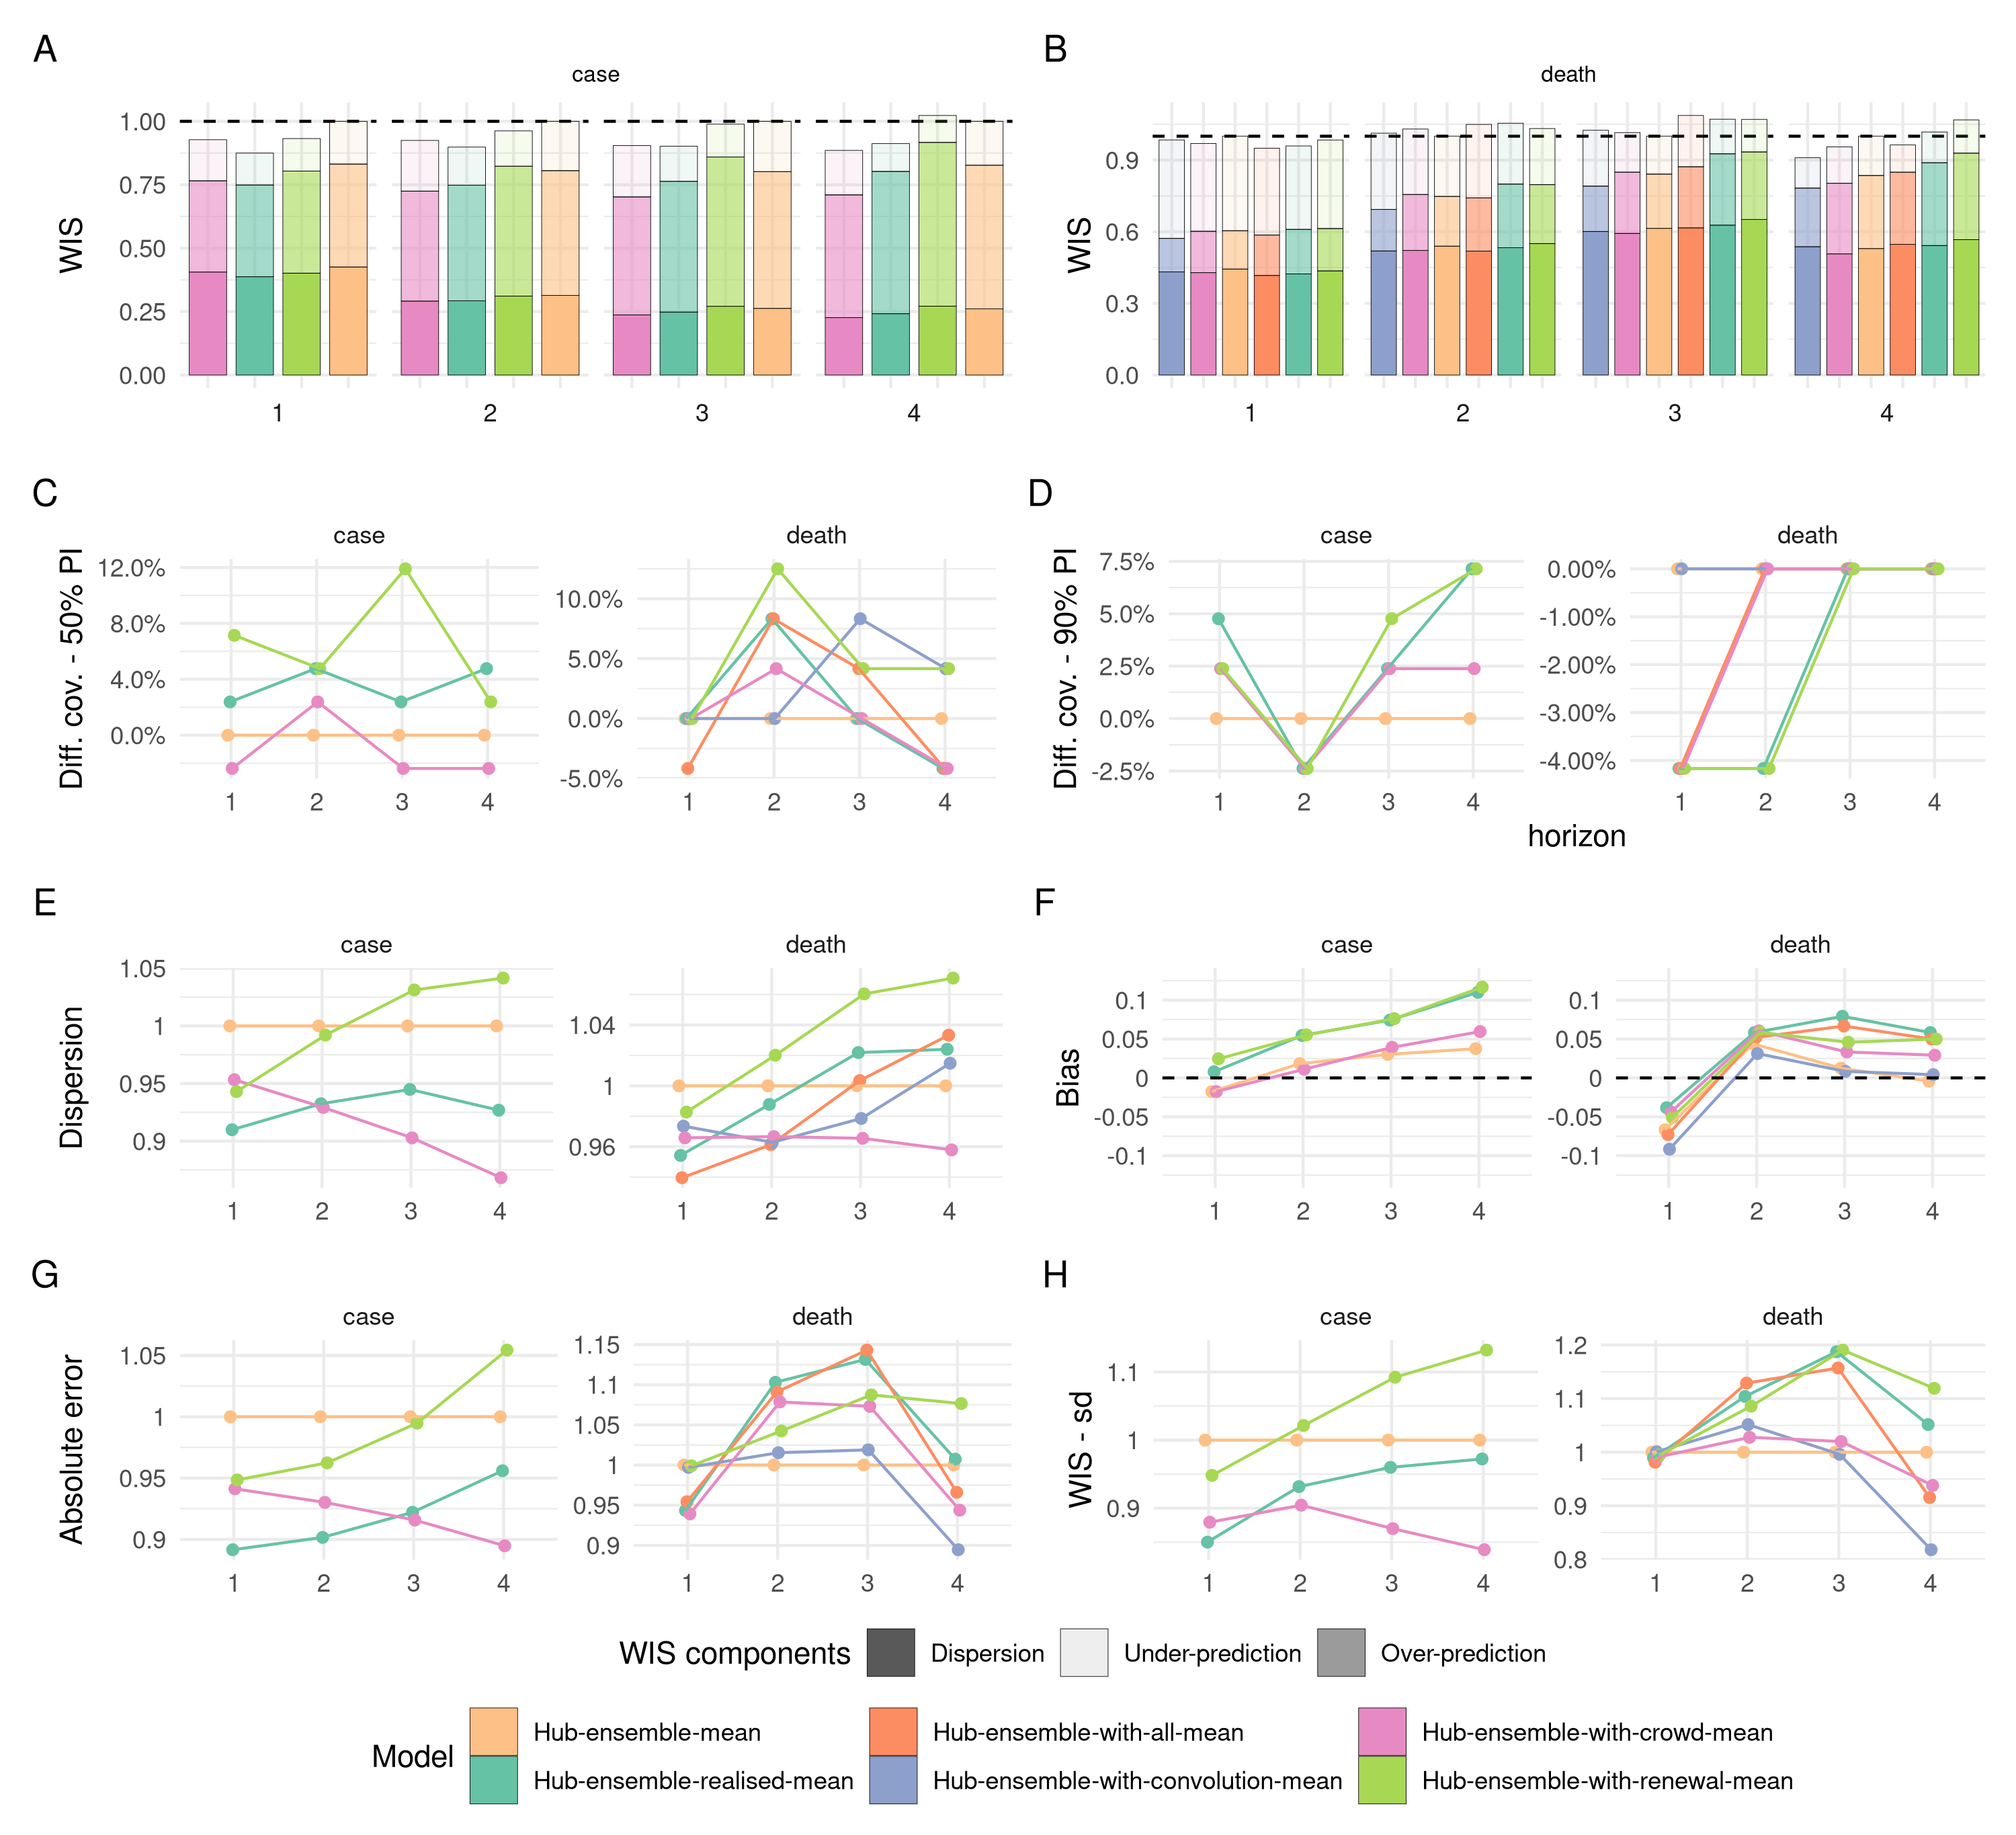 A
case
WIS
1.00
0.75
0.50
0.25
0.00
1 2 3 4
B
death
WIS
0.9
0.6
0.3
0.0
1 2 3 4
C
Diff. cov. - 50% PI
case
12.0%
8.0%
4.0%
0.0%
1 2 3 4
death
10.0%
5.0%
0.0%
-5.0%
1 2 3 4
D
Diff. cov. - 90% PI
case
7.5%
5.0%
2.5%
0.0%
-2.5%
1 2 3 4
death
0.00%
-1.00%
-2.00%
-3.00%
-4.00%
1 2 3 4
horizon
E
Dispersion
case
1.05
1
0.95
0.9
1 2 3 4
death
1.04
1
0.96
1 2 3 4
F
Bias
case
0.1
0.05
0
-0.05
-0.1
1 2 3 4
death
0.1
0.05
0
-0.05
-0.1
1 2 3 4
G
Absolute error
case
1.05
1
0.95
0.9
1 2 3 4
death
1.15
1.1
1.05
1
0.95
0.9
1 2 3 4
H
WIS - sd
case
1.1
1
0.9
1 2 3 4
death
1.2
1.1
1
0.9
0.8
1 2 3 4
WIS components Dispersion Under-prediction Over-prediction
Model
Hub-ensemble-mean Hub-ensemble-with-all-mean Hub-ensemble-with-crowd-mean
Hub-ensemble-realised-mean Hub-ensemble-with-convolution-mean Hub-ensemble-with-renewal-mean